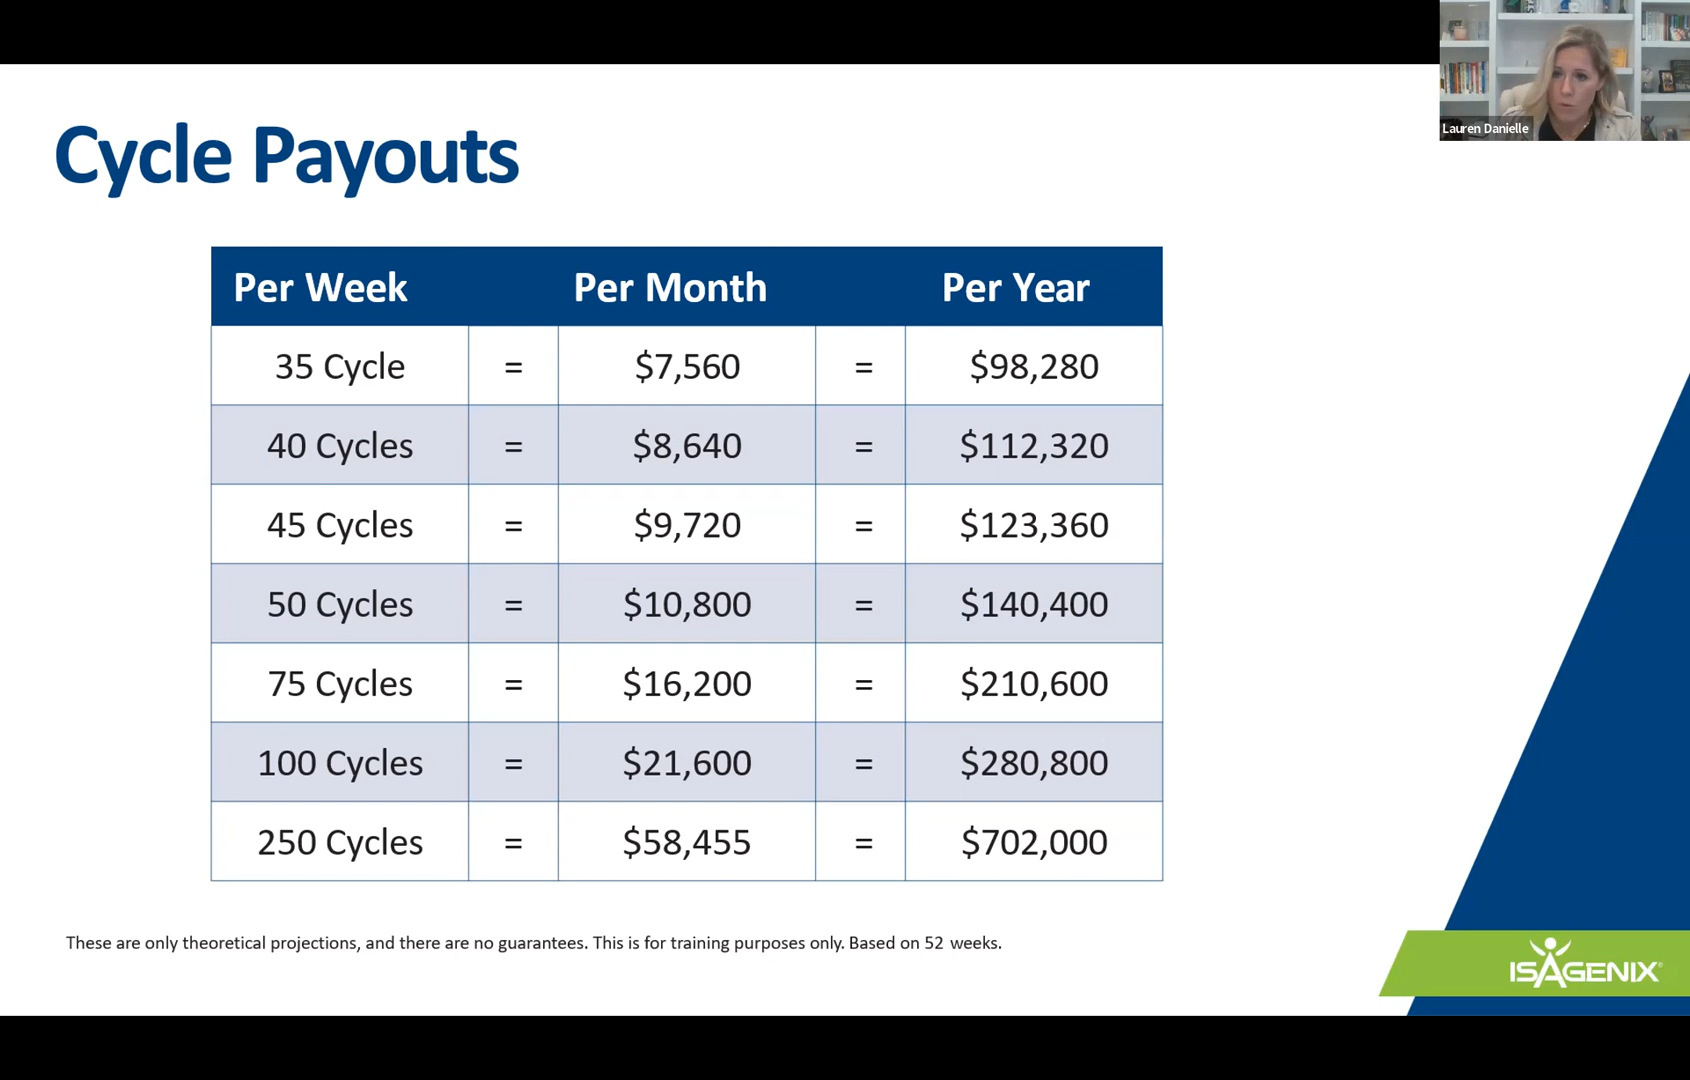 Lauren Danielle
Cycle Payouts
Per Week Per Month Per Year
35 Cycle = $7,560 = $98,280
40 Cycles = $8,640 = $112,320
45 Cycles = $9,720 = $123,360
50 Cycles = $10,800 = $140,400
75 Cycles = $16,200 = $210,600
100 Cycles = $21,600 = $280,800
250 Cycles = $58,455 = $702,000
These are only theoretical projections, and there are no guarantees. This is for training purposes only. Based on 52 weeks.
ISAGENIX